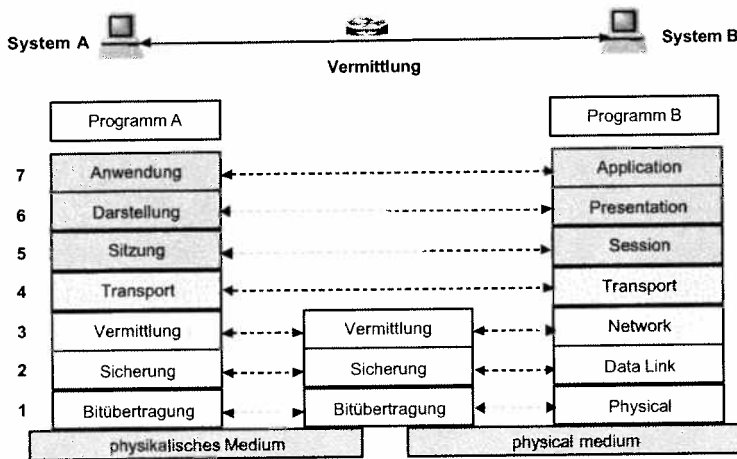 System A
System B
Vermittlung
Programm A
Programm B
7 Anwendung Application
6 Darstellung Presentation
5 Sitzung Session
4 Transport Transport
3 Vermittlung Vermittlung Network
2 Sicherung Sicherung Data Link
1 Bitübertragung Bitübertragung Physical
physikalisches Medium physical medium